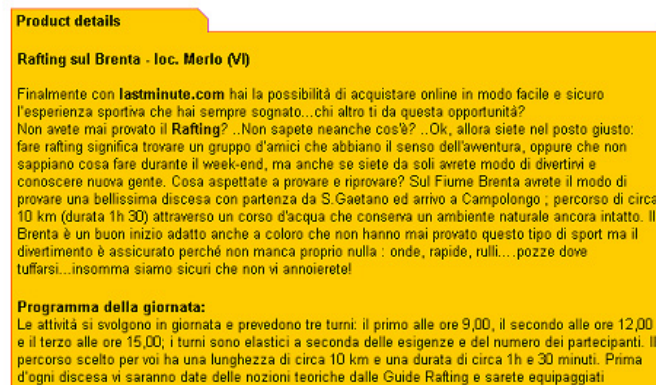 Product details
Rafting sul Brenta - loc. Merlo (VI)
Finalmente con lastminute.com hai la possibilità di acquistare online in modo facile e sicuro
l'esperienza sportiva che hai sempre sognato...chi altro ti da questa opportunità?
Non avete mai provato il Rafting? ..Non sapete neanche cos'è? ..Ok, allora siete nel posto giusto:
fare rafting significa trovare un gruppo d'amici che abbiano il senso dell'avventura, oppure che non
sappiano cosa fare durante il week-end, ma anche se siete da soli avrete modo di divertirvi e
conoscere nuova gente. Cosa aspettate a provare e riprovare? Sul Fiume Brenta avrete il modo di
provare una bellissima discesa con partenza da S.Gaetano ed arrivo a Campolongo ; percorso di circa
10 km (durata 1h 30) attraverso un corso d'acqua che conserva un ambiente naturale ancora intatto. Il
Brenta è un buon inizio adatto anche a coloro che non hanno mai provato questo tipo di sport ma il
divertimento è assicurato perché non manca proprio nulla : onde, rapide, rulli....pozze dove
tuffarsi...insomma siamo sicuri che non vi annoierete!
Programma della giornata:
Le attività si svolgono in giornata e prevedono tre turni: il primo alle ore 9,00, il secondo alle ore 12,00
e il terzo alle ore 15,00; i turni sono elastici a seconda delle esigenze e del numero dei partecipanti. Il
percorso scelto per voi ha una lunghezza di circa 10 km e una durata di circa 1h e 30 minuti. Prima
d'ogni discesa vi saranno date delle nozioni teoriche dalle Guide Rafting e sarete equipaggiati